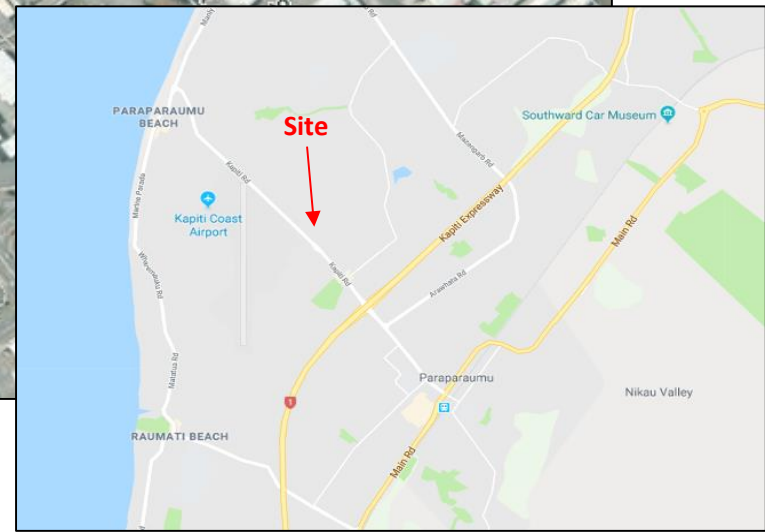 Rd
PARAPARAUMU
BEACH
Site
Southward Car Museum
Mazengarb Rd
Kapiti Rd
Marine Parade
Kapiti Coast
Airport
Kapiti Expressway
Main Rd
Kapiti Rd
Arawhata Rd
Matatua Rd
Paraparaumu
Nikau Valley
1
RAUMATI BEACH
Main Rd